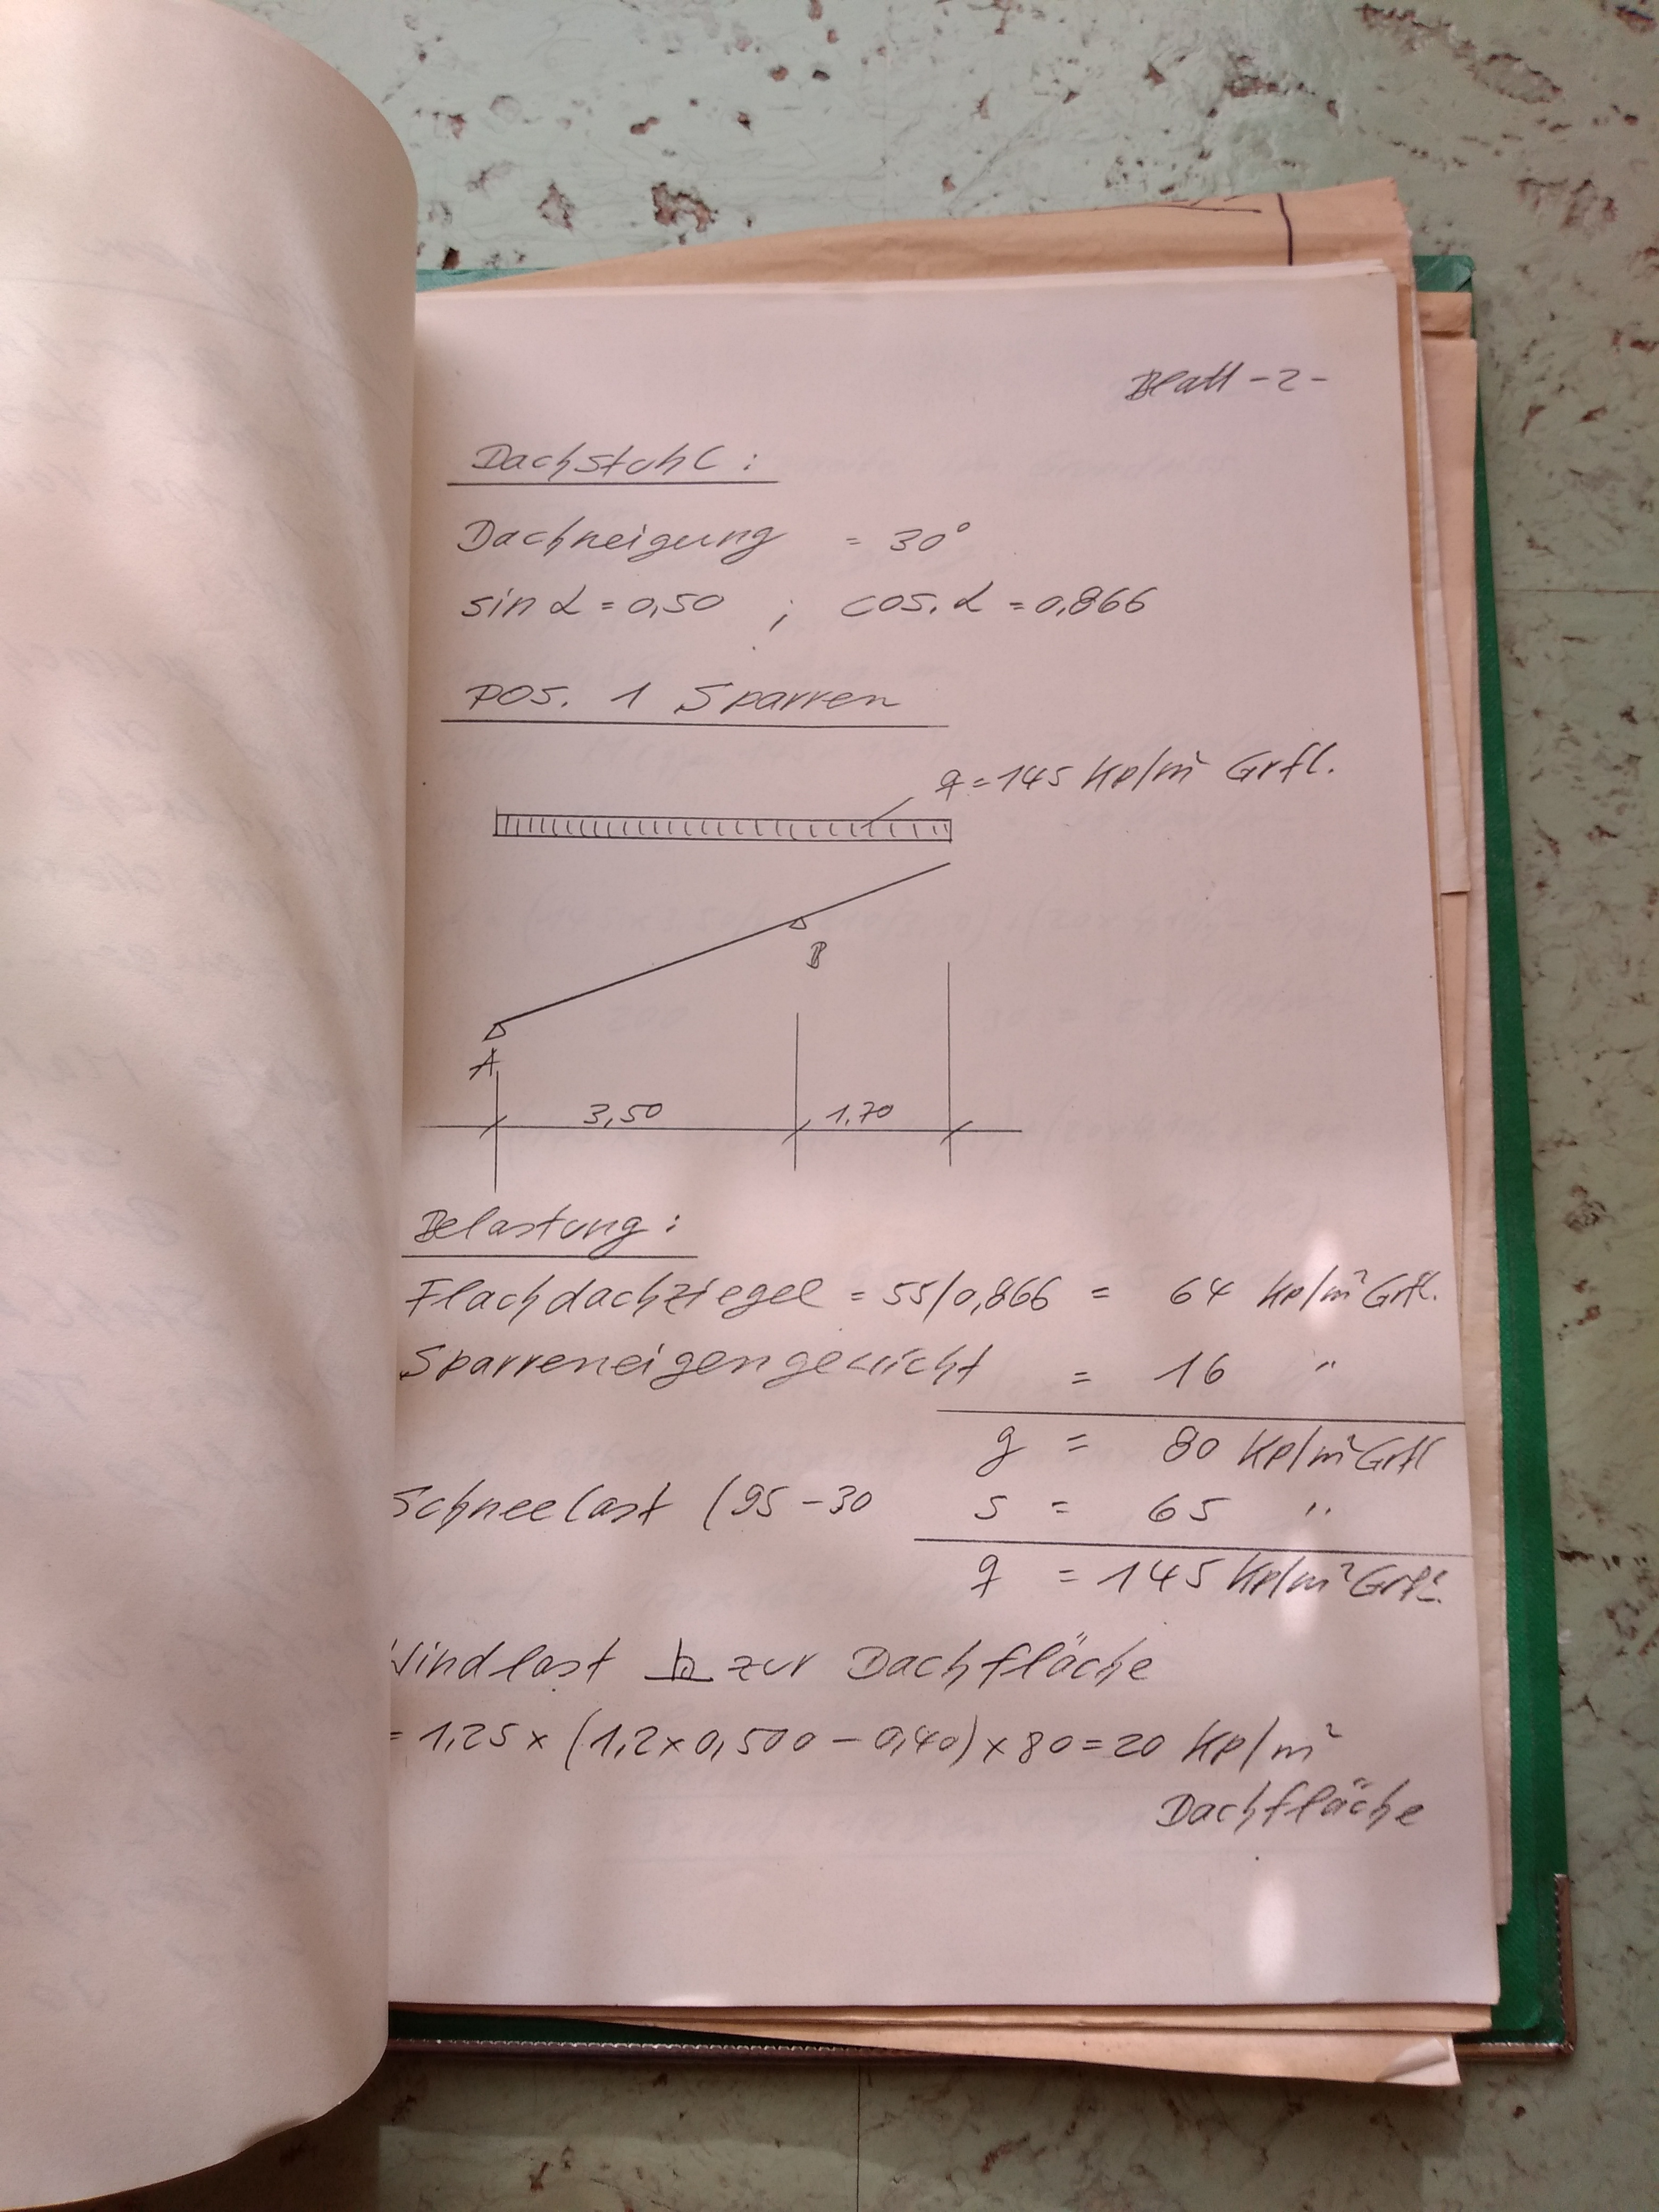 Blatt -2-
Dachstuhl:
Dachneigung = 30°
sin α = 0,50 ; cos. α = 0,866
Pos. 1 Sparren
q = 145 Kp/m² Grfl.
B
A
3,50 1.70
Belastung:
Flachdachziegel = 55/0,866 = 64 Kp/m² Grfl.
Sparreneigengewicht = 16 "
g = 80 Kp/m² Grfl
Schneelast (95-30 s = 65 "
q = 145 Kp/m² Grfl.
Windlast ⊥ zur Dachfläche
= 1,25 x (1,2 x 0,500 - 0,40) x 80 = 20 Kp/m²
Dachfläche